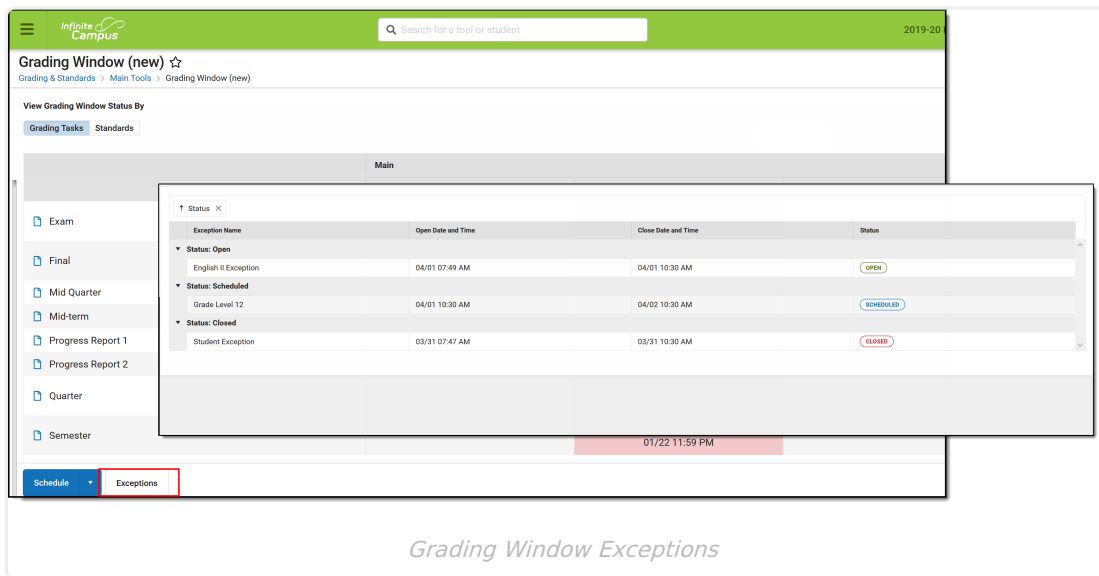 Infinite
Campus
Search for a tool or student
2019-20
Grading Window (new)
Grading & Standards > Main Tools > Grading Window (new)
View Grading Window Status By
Grading Tasks Standards
Main
Exam
Final
Mid Quarter
Mid-term
Progress Report 1
Progress Report 2
Quarter
Semester
↑ Status ×
Exception Name Open Date and Time Close Date and Time Status
Status: Open
English II Exception 04/01 07:49 AM 04/01 10:30 AM OPEN
Status: Scheduled
Grade Level 12 04/01 10:30 AM 04/02 10:30 AM SCHEDULED
Status: Closed
Student Exception 03/31 07:47 AM 03/31 10:30 AM CLOSED
01/22 11:59 PM
Schedule Exceptions
Grading Window Exceptions